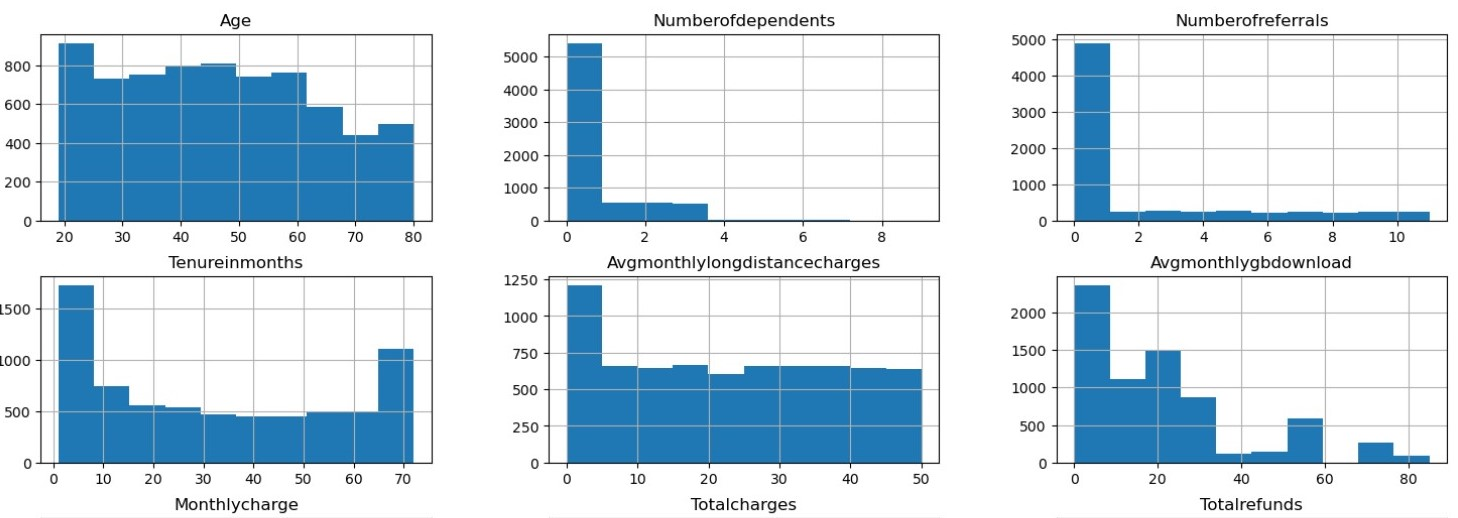 Age Numberofdependents Numberofreferrals
800 5000 5000
600 4000 4000
400 3000 3000
200 2000 2000
0 1000 1000
0 0
20 30 40 50 60 70 80 0 2 4 6 8 0 2 4 6 8 10
Tenureinmonths Avgmonthlylongdistancecharges Avgmonthlygbdownload
1500 1250 2000
1000 1000 1500
500 750 1000
0 500 500
250 0
0
0 10 20 30 40 50 60 70 0 10 20 30 40 50 0 20 40 60 80
Monthlycharge Totalcharges Totalrefunds